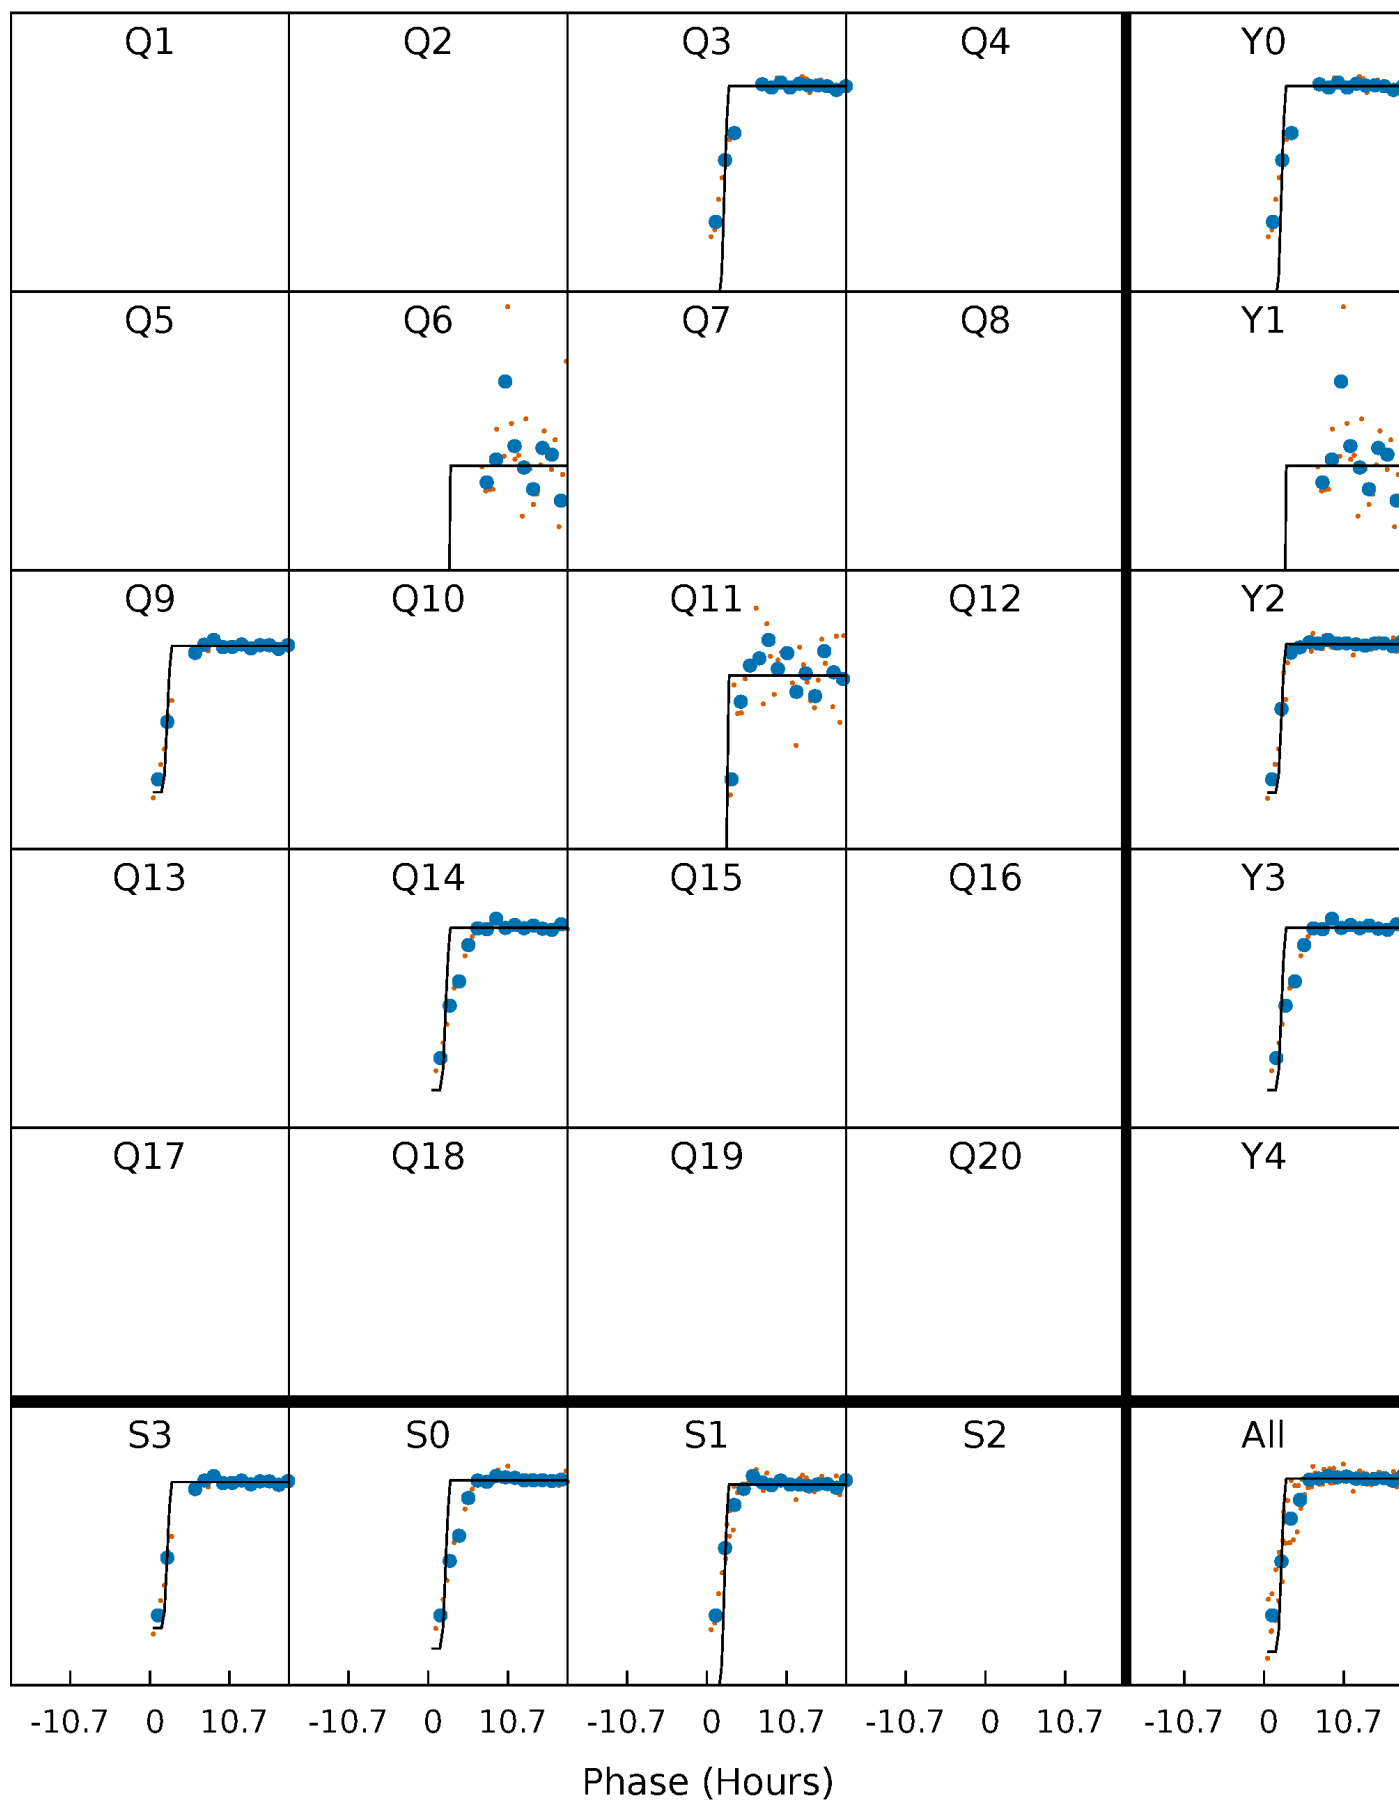 Q1 Q2 Q3 Q4 Y0
Q5 Q6 Q7 Q8 Y1
Q9 Q10 Q11 Q12 Y2
Q13 Q14 Q15 Q16 Y3
Q17 Q18 Q19 Q20 Y4
S3 S0 S1 S2 All
-10.7 0 10.7 -10.7 0 10.7 -10.7 0 10.7 -10.7 0 10.7 -10.7 0 10.7
Phase (Hours)